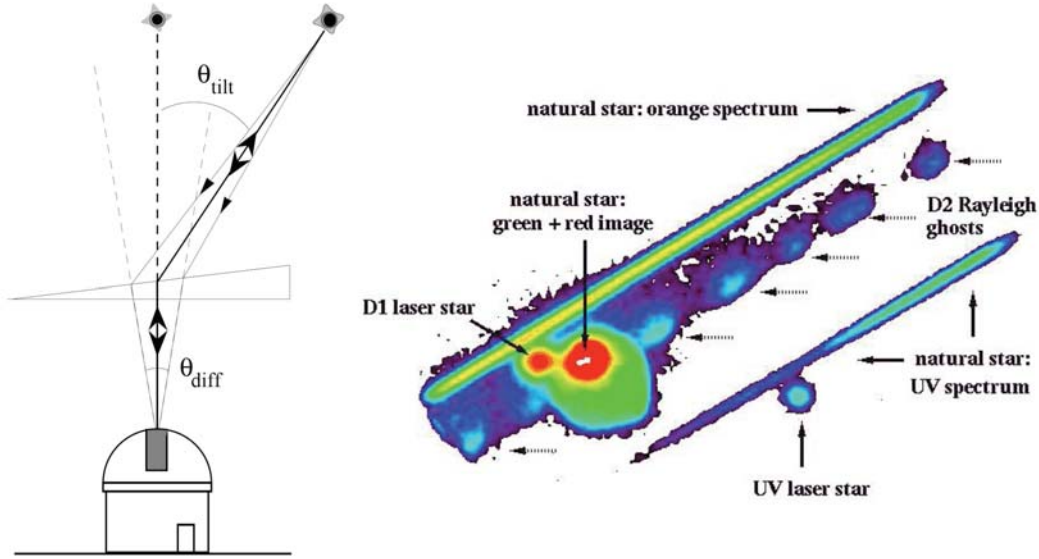 θtilt
θdiff
natural star: orange spectrum
natural star:
green + red image
D2 Rayleigh
ghosts
D1 laser star
natural star:
UV spectrum
UV laser star